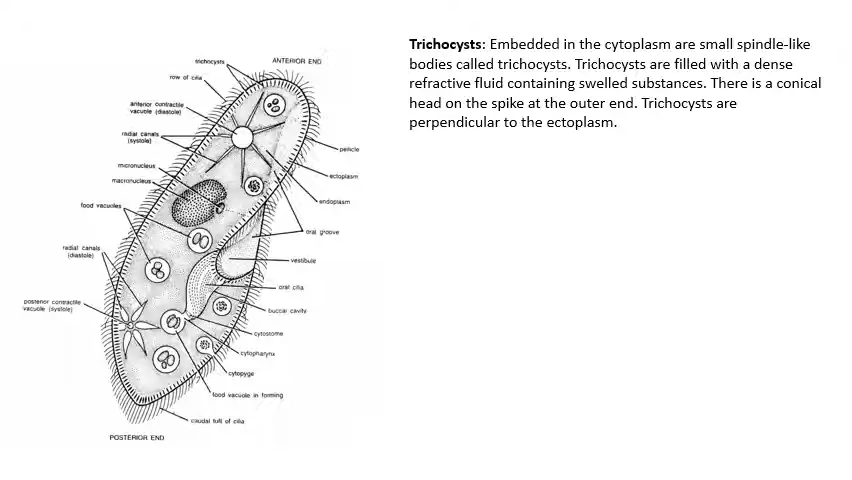 Trichocysts: Embedded in the cytoplasm are small spindle-like
bodies called trichocysts. Trichocysts are filled with a dense
refractive fluid containing swelled substances. There is a conical
head on the spike at the outer end. Trichocysts are
perpendicular to the ectoplasm.
trichocysts
ANTERIOR END
row of cilia
anterior contractile
vacuole (diastole)
radial canals
(systole)
pellicle
micronucleus
ectoplasm
macronucleus
endoplasm
food vacuoles
oral groove
radial canals
(diastole)
vestibule
oral cilia
posterior contractile
vacuole (systole)
buccal cavity
cytostome
cytopharynx
cytopyge
food vacuole in forming
caudal tuft of cilia
POSTERIOR END